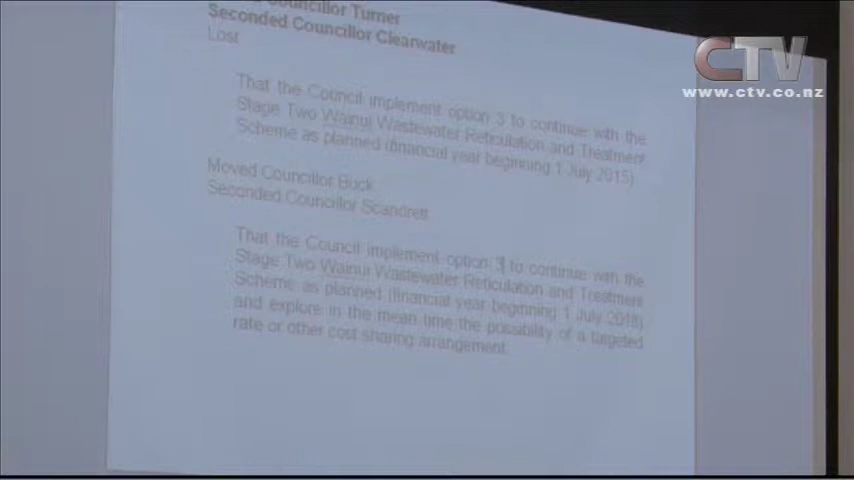 Councillor Turner
Seconded Councillor Clearwater
Lost
That the Council implement option 3 to continue with the
Stage Two Wainui Wastewater Reticulation and Treatment
Scheme as planned (financial year beginning 1 July 2015)
Moved Councillor Buck
Seconded Councillor Scandrett
That the Council implement option 3 to continue with the
Stage Two Wainui Wastewater Reticulation and Treatment
Scheme as planned (financial year beginning 1 July 2018)
and explore in the mean time the possibility of a targeted
rate or other cost sharing arrangement.
CTV
www.ctv.co.nz